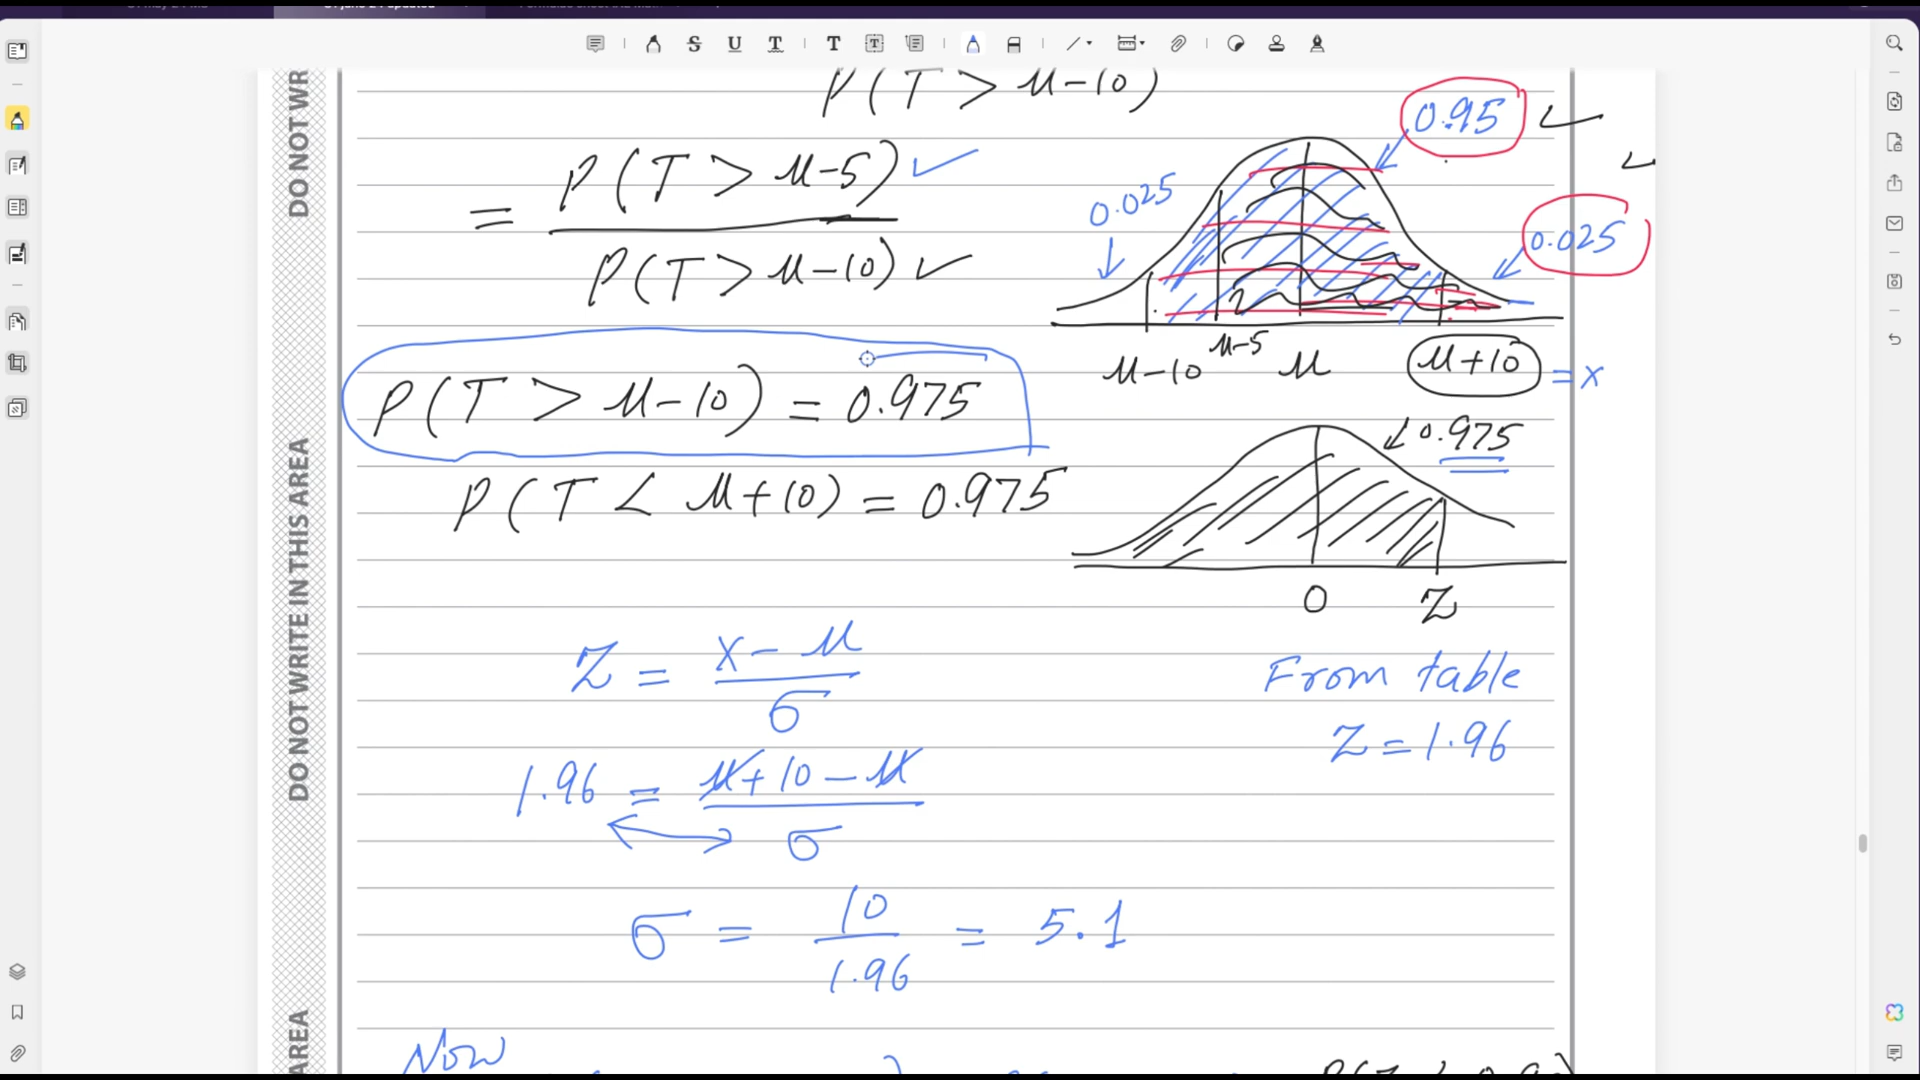 P(T > μ-10)
0.95
= P(T > μ-5)
P(T > μ-10)
0.025
0.025
μ-10 μ-5 μ μ+10 = x
P(T > μ-10) = 0.975
0.975
P(T < μ+10) = 0.975
0 Z
Z = x - μ
σ
From table
Z = 1.96
1.96 = μ+10-μ
σ
σ = 10 = 5.1
1.96
Now
DO NOT WR
DO NOT WRITE IN THIS AREA
AREA